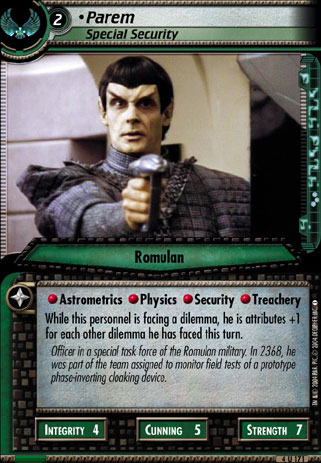 2
•Parem
Special Security
Romulan
Astrometrics Physics Security Treachery
While this personnel is facing a dilemma, he is attributes +1
for each other dilemma he has faced this turn.
Officer in a special task force of the Romulan military. In 2368, he
was part of the team assigned to monitor field tests of a prototype
phase-inverting cloaking device.
INTEGRITY 4 CUNNING 5 STRENGTH 7